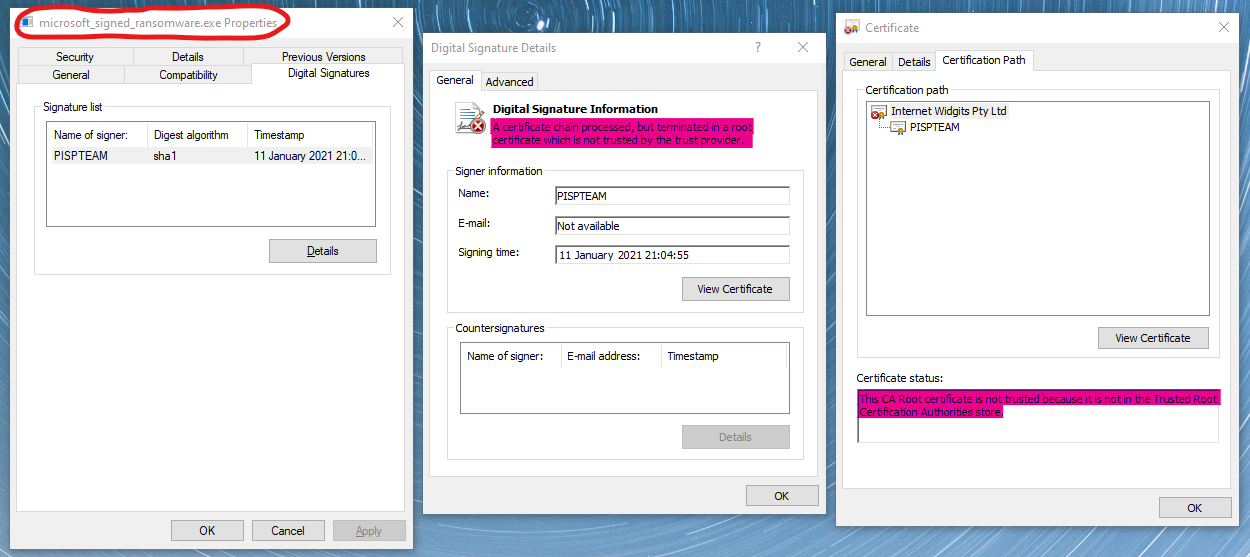 microsoft_signed_ransomware.exe Properties
Security Details Previous Versions
General Compatibility Digital Signatures
Signature list
Name of signer: Digest algorithm Timestamp
PISPTEAM sha1 11 January 2021 21:0...
Details
OK Cancel Apply
Digital Signature Details
General Advanced
Digital Signature Information
A certificate chain processed, but terminated in a root
certificate which is not trusted by the trust provider.
Signer information
Name: PISPTEAM
E-mail: Not available
Signing time: 11 January 2021 21:04:55
View Certificate
Countersignatures
Name of signer: E-mail address: Timestamp
Details
OK
Certificate
General Details Certification Path
Certification path
Internet Widgits Pty Ltd
PISPTEAM
View Certificate
Certificate status:
This CA Root certificate is not trusted because it is not in the Trusted Root
Certification Authorities store.
OK